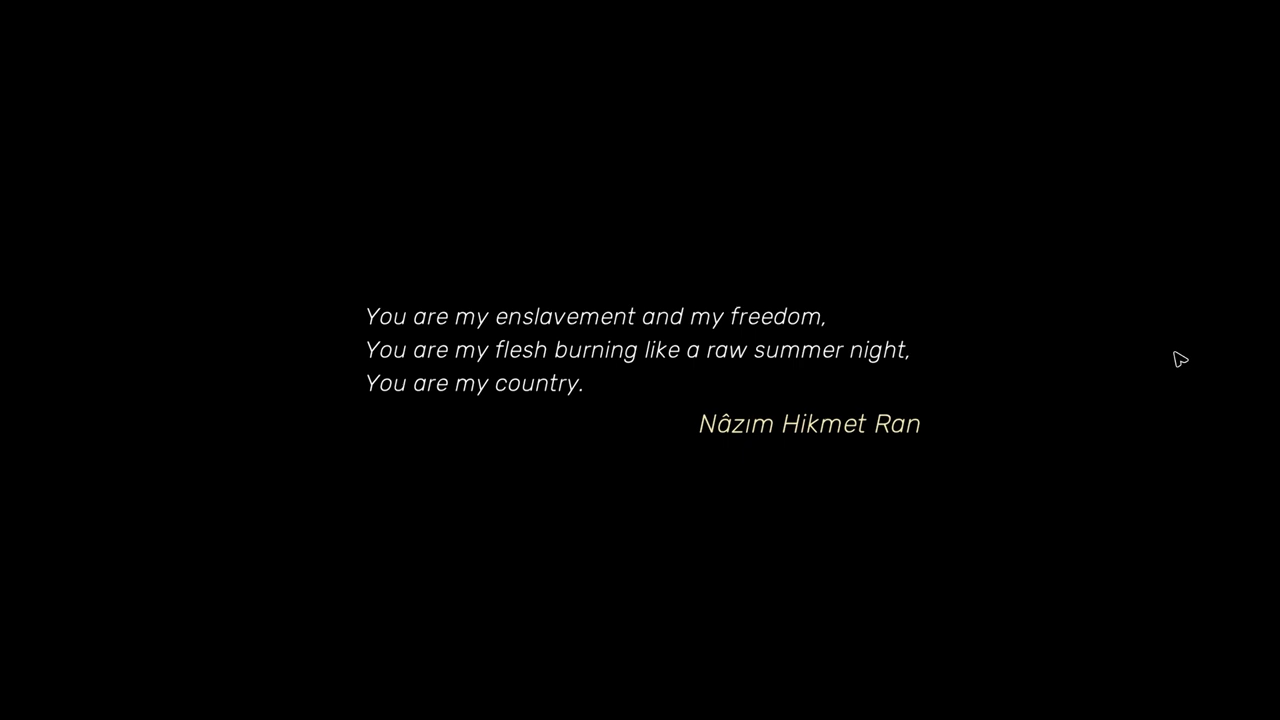 You are my enslavement and my freedom,
You are my flesh burning like a raw summer night,
You are my country.
Nâzım Hikmet Ran